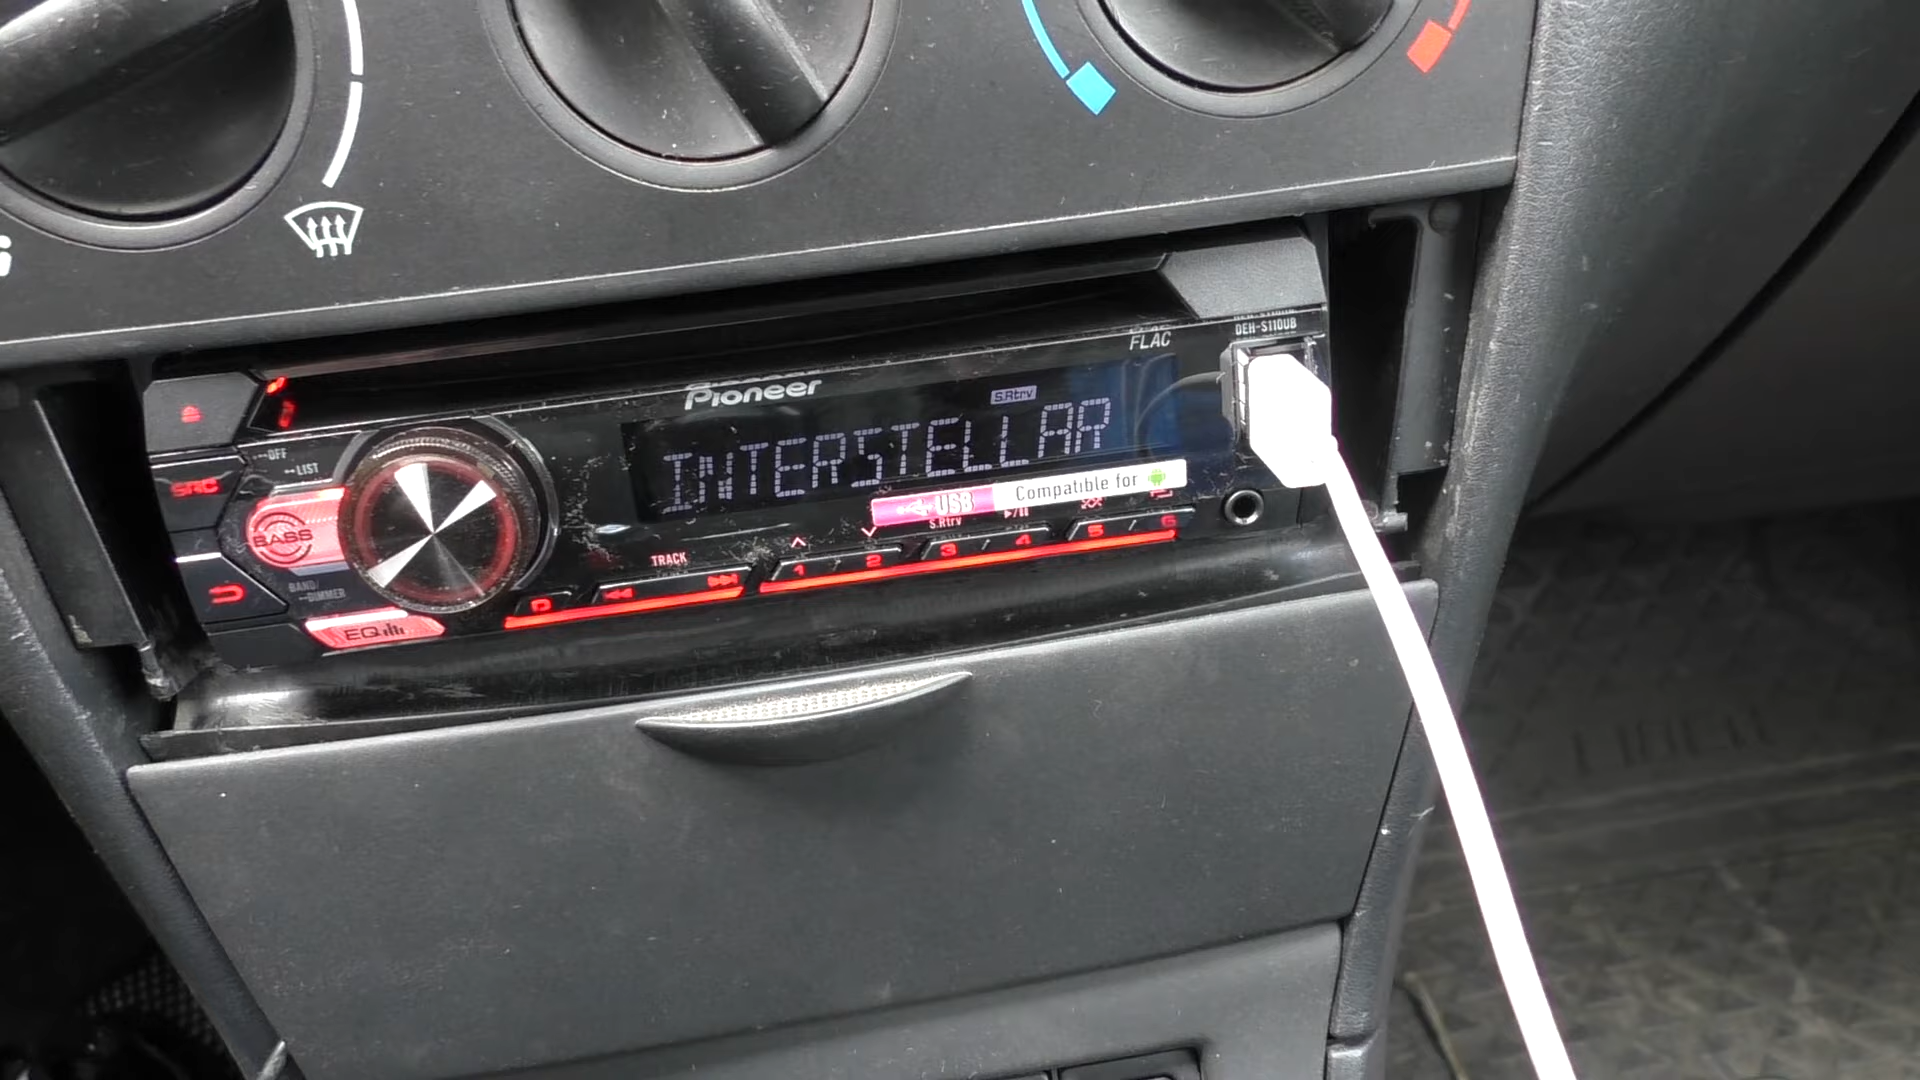 DEH-S110UB
FLAC
Pioneer
S.Rtrv
INTERSTELLAR
OFF
LIST
SRC
BASS
USB
Compatible for
S.Rtrv
TRACK
1 2 3 / 4 5 / 6
BAND/
DIMMER
D
EQ